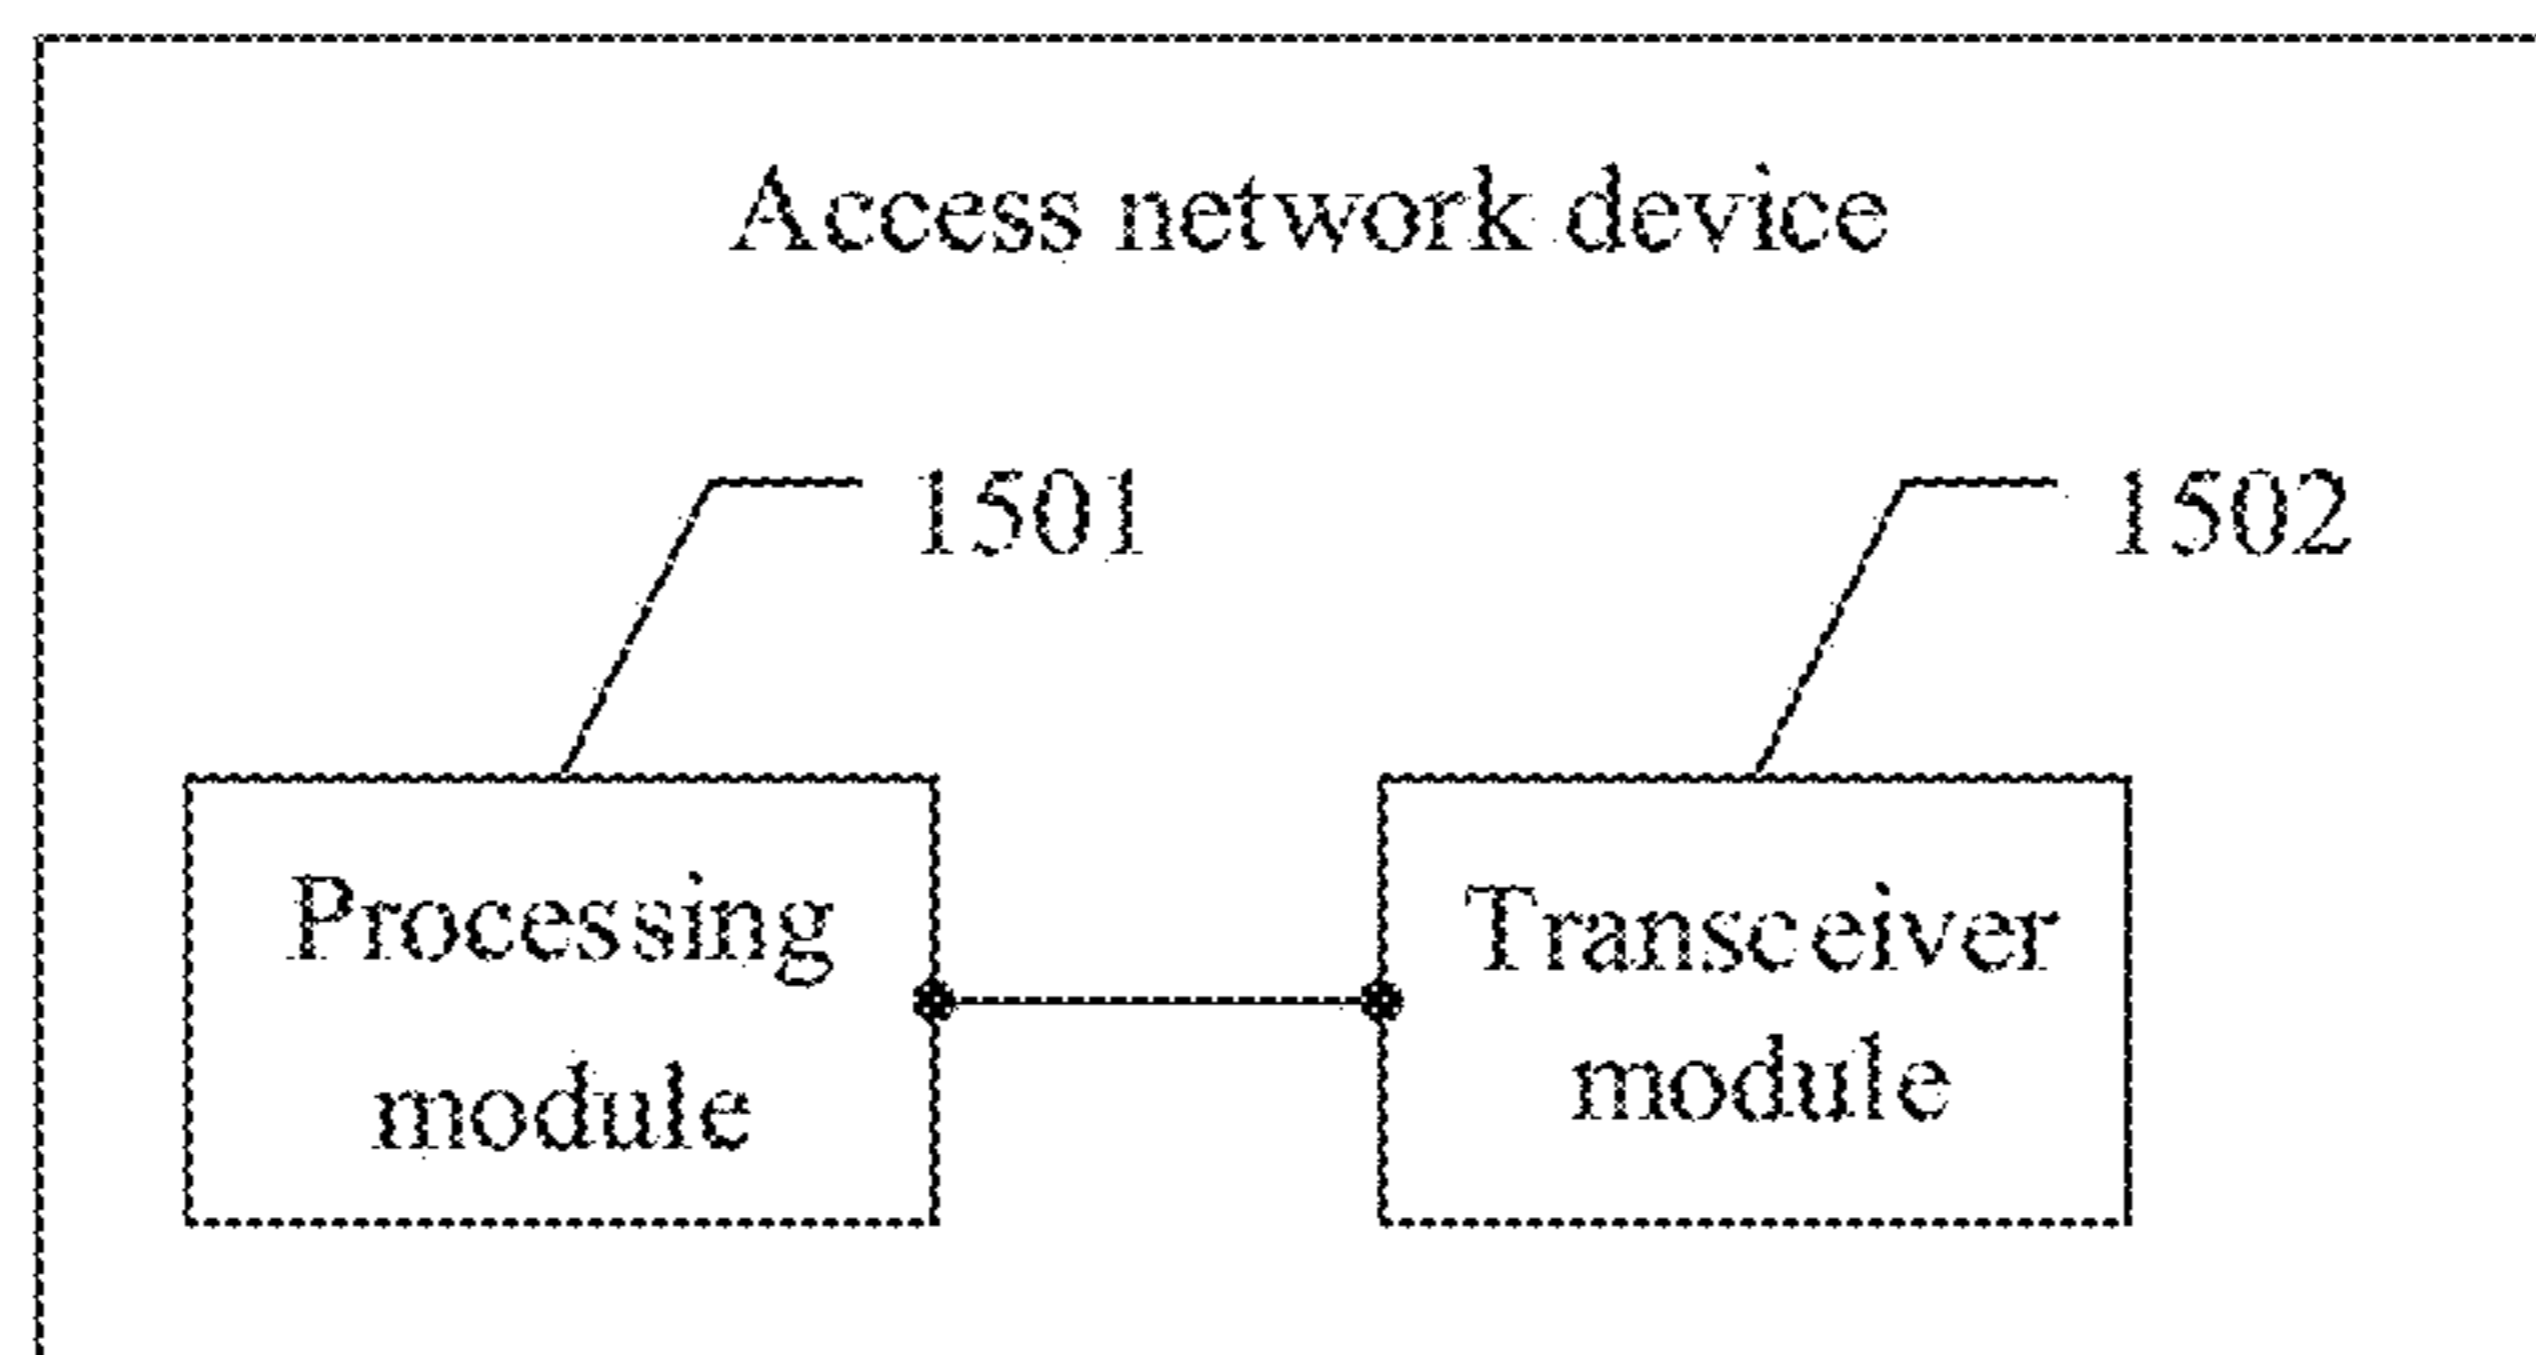 Access network device
1501
1502
Processing
module
Transceiver
module